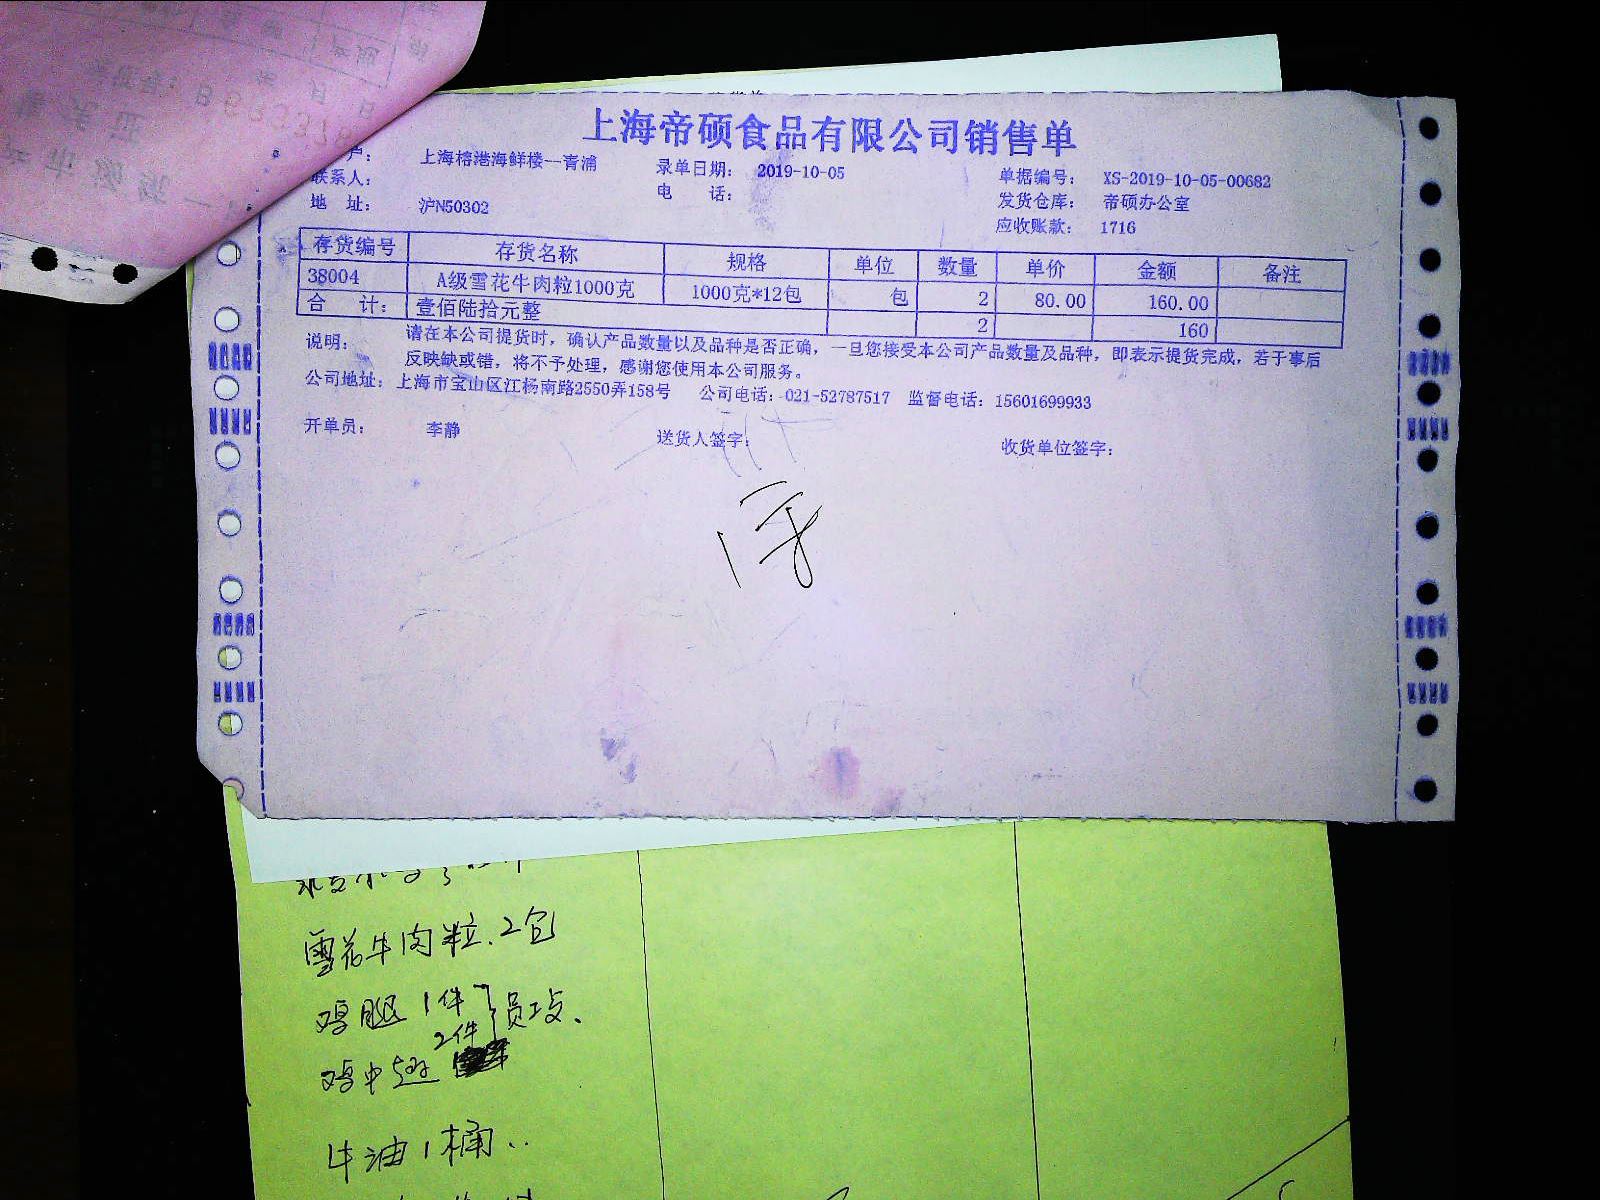 上海帝硕食品有限公司销售单
户： 上海榕港海鲜楼--青浦 录单日期： 2019-10-05 单据编号： XS-2019-10-05-00682
联系人： 电 话： 发货仓库： 帝硕办公室
地 址： 沪N50302 应收账款： 1716
存货编号 存货名称 规格 单位 数量 单价 金额 备注
38004 A级雪花牛肉粒1000克 1000克*12包 包 2 80.00 160.00
合 计： 壹佰陆拾元整 2 160
说明： 请在本公司提货时，确认产品数量以及品种是否正确，一旦您接受本公司产品数量及品种，即表示提货完成，若于事后
反映缺或错，将不予处理，感谢您使用本公司服务。
公司地址：上海市宝山区江杨南路2550弄158号 公司电话：021-52787517 监督电话：15601699933
开单员： 李静 送货人签字： 收货单位签字：
雪花牛肉粒.2包
鸡腿1件 员工
鸡中翅 2件
牛油1桶..